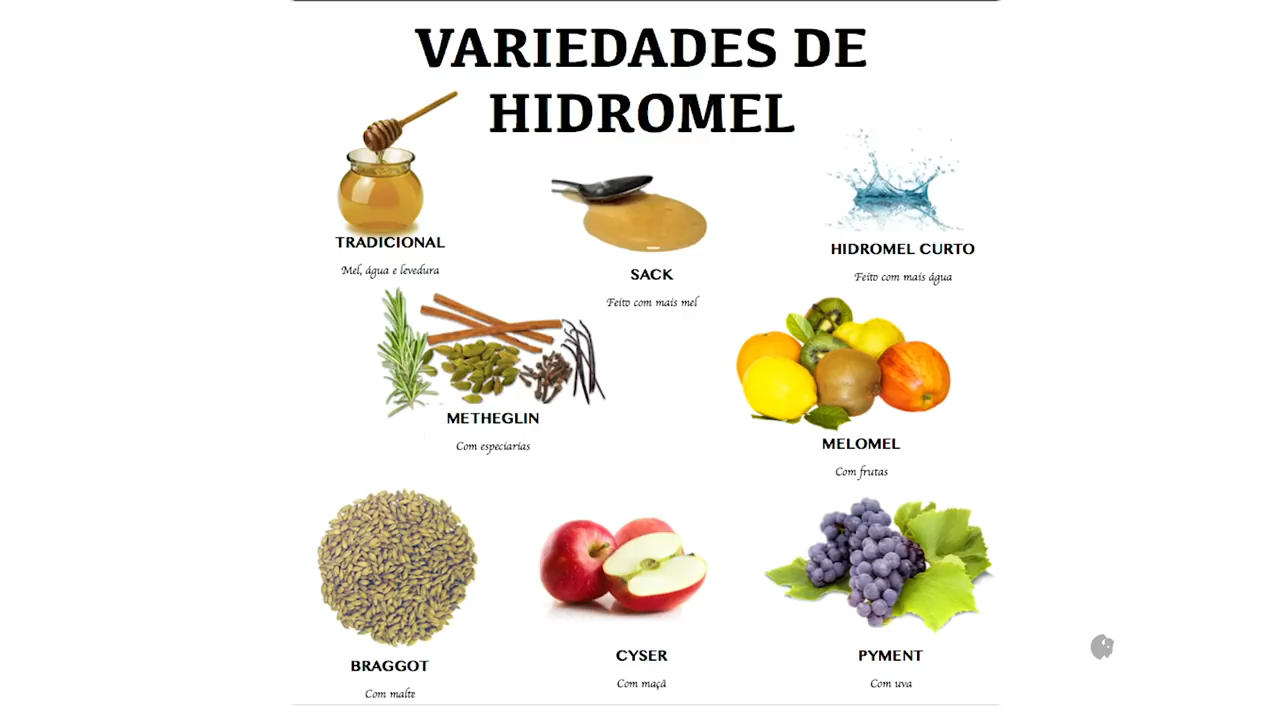 VARIEDADES DE
HIDROMEL
TRADICIONAL
Mel, água e levedura
SACK
Feito com mais mel
HIDROMEL CURTO
Feito com mais água
METHEGLIN
Com especiarias
MELOMEL
Com frutas
BRAGGOT
Com malte
CYSER
Com maçã
PYMENT
Com uva